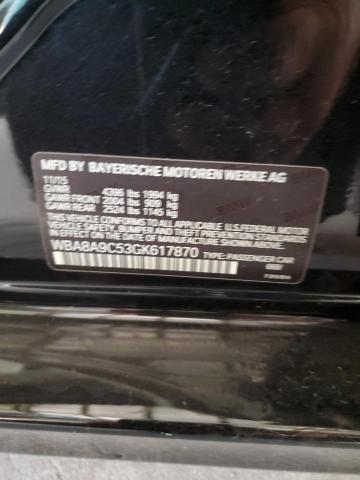 MFD BY BAYERISCHE MOTOREN WERKE AG
11/15
GVWR 4396 lbs 1994 kg
GAWR FRONT 2004 lbs 909 kg
GAWR REAR 2524 lbs 1145 kg
THIS VEHICLE CONFORMS TO ALL APPLICABLE U.S. FEDERAL MOTOR
VEHICLE SAFETY, BUMPER, AND THEFT PREVENTION STANDARDS
IN EFFECT ON THE DATE OF MANUFACTURE SHOWN ABOVE.
WBA8A9C53GK617870 TYPE: PASSENGER CAR